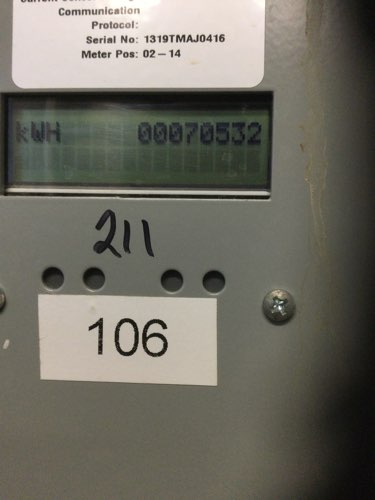 Communication
Protocol:
Serial No: 1319TMAJ0416
Meter Pos: 02-14
kWH 00070532
211
106